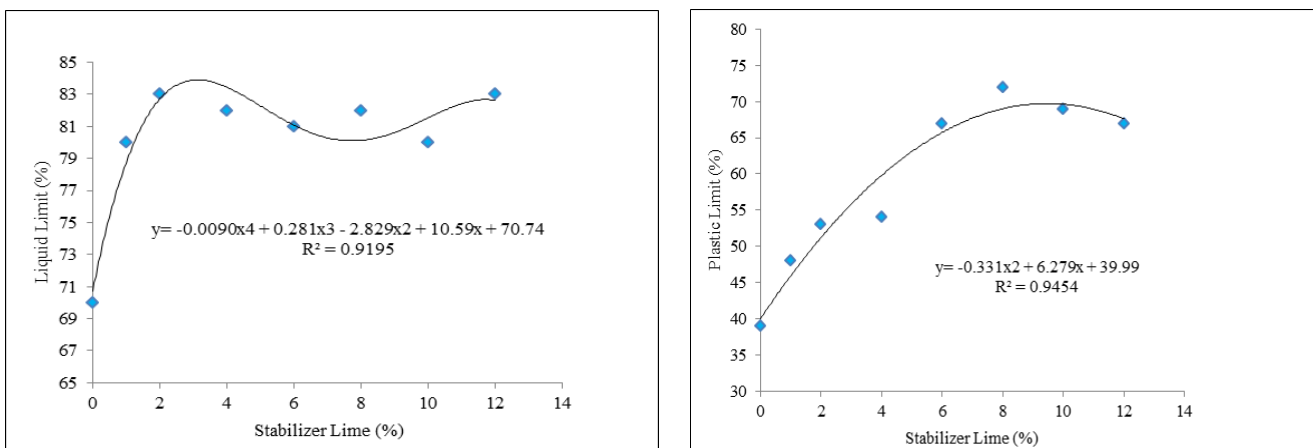 85
83
81
79
77
75
73
71
69
67
65
Liquid Limit (%)
y= -0.0090x4 + 0.281x3 - 2.829x2 + 10.59x + 70.74
R² = 0.9195
0 2 4 6 8 10 12 14
Stabilizer Lime (%)
80
75
70
65
60
55
50
45
40
35
30
Plastic Limit (%)
y= -0.331x2 + 6.279x + 39.99
R² = 0.9454
0 2 4 6 8 10 12 14
Stabilizer Lime (%)